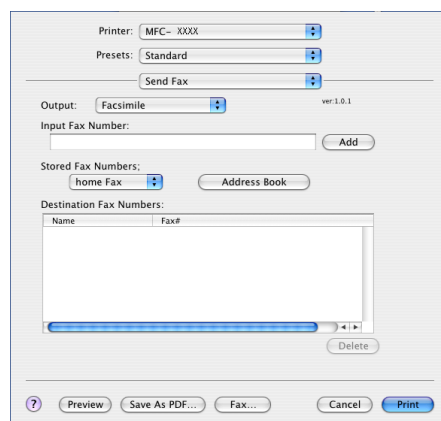 Printer: MFC- XXXX
Presets: Standard
Send Fax
Output: Facsimile ver:1.0.1
Input Fax Number:
Add
Stored Fax Numbers;
home Fax Address Book
Destination Fax Numbers:
Name Fax#
Delete
? Preview Save As PDF... Fax... Cancel Print